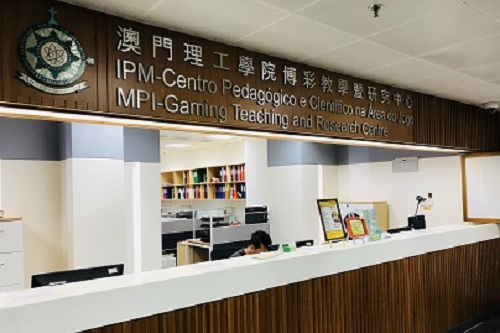 澳門理工學院博彩教學暨研究中心
IPM-Centro Pedagógico e Científico na Área do Jogo
MPI-Gaming Teaching and Research Centre